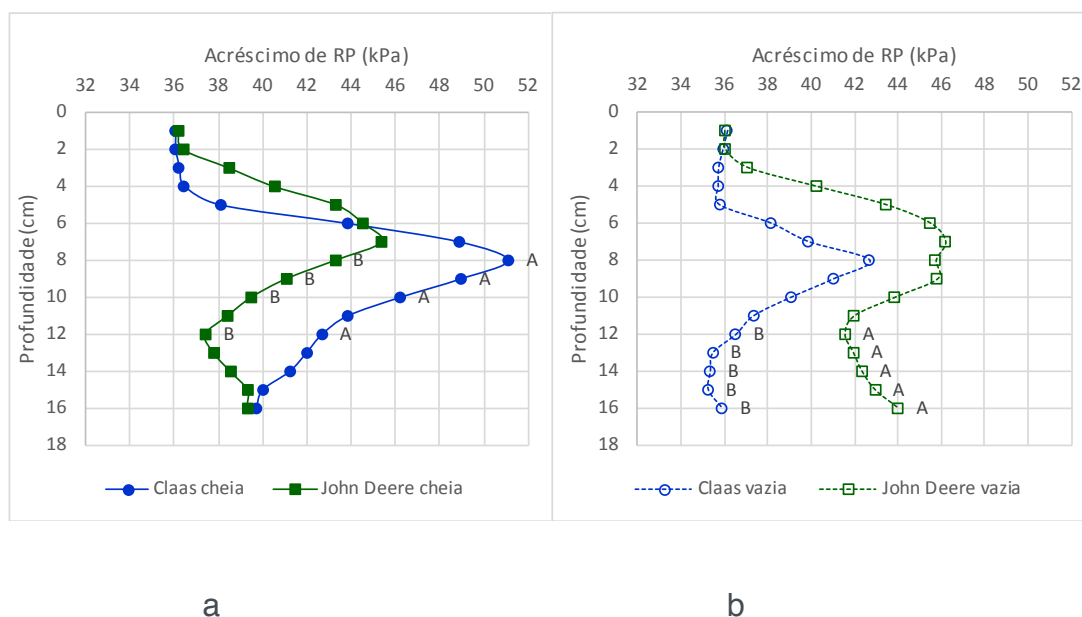 Acréscimo de RP (kPa)
32 34 36 38 40 42 44 46 48 50 52
0
2
4
6
8
10
12
14
16
18
Profundidade (cm)
B
A
B
A
B
A
B
A
Claas cheia
John Deere cheia
Acréscimo de RP (kPa)
32 34 36 38 40 42 44 46 48 50 52
0
2
4
6
8
10
12
14
16
18
Profundidade (cm)
B
A
B
A
B
A
B
A
B
A
Claas vazia
John Deere vazia
a
b